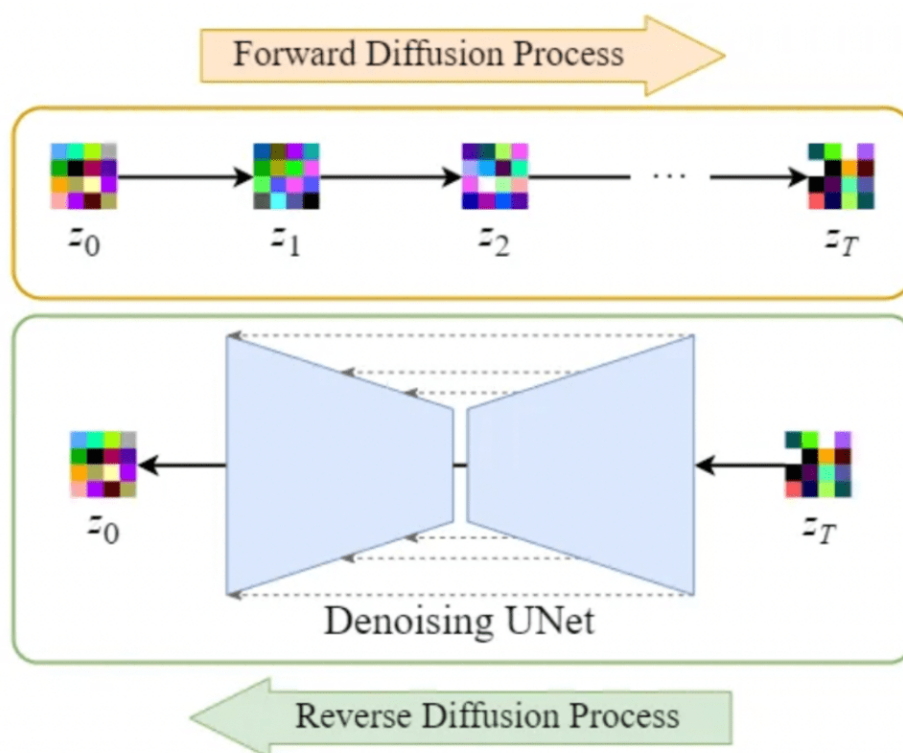 Forward Diffusion Process
z0 z1 z2 ... zT
z0 zT
Denoising UNet
Reverse Diffusion Process